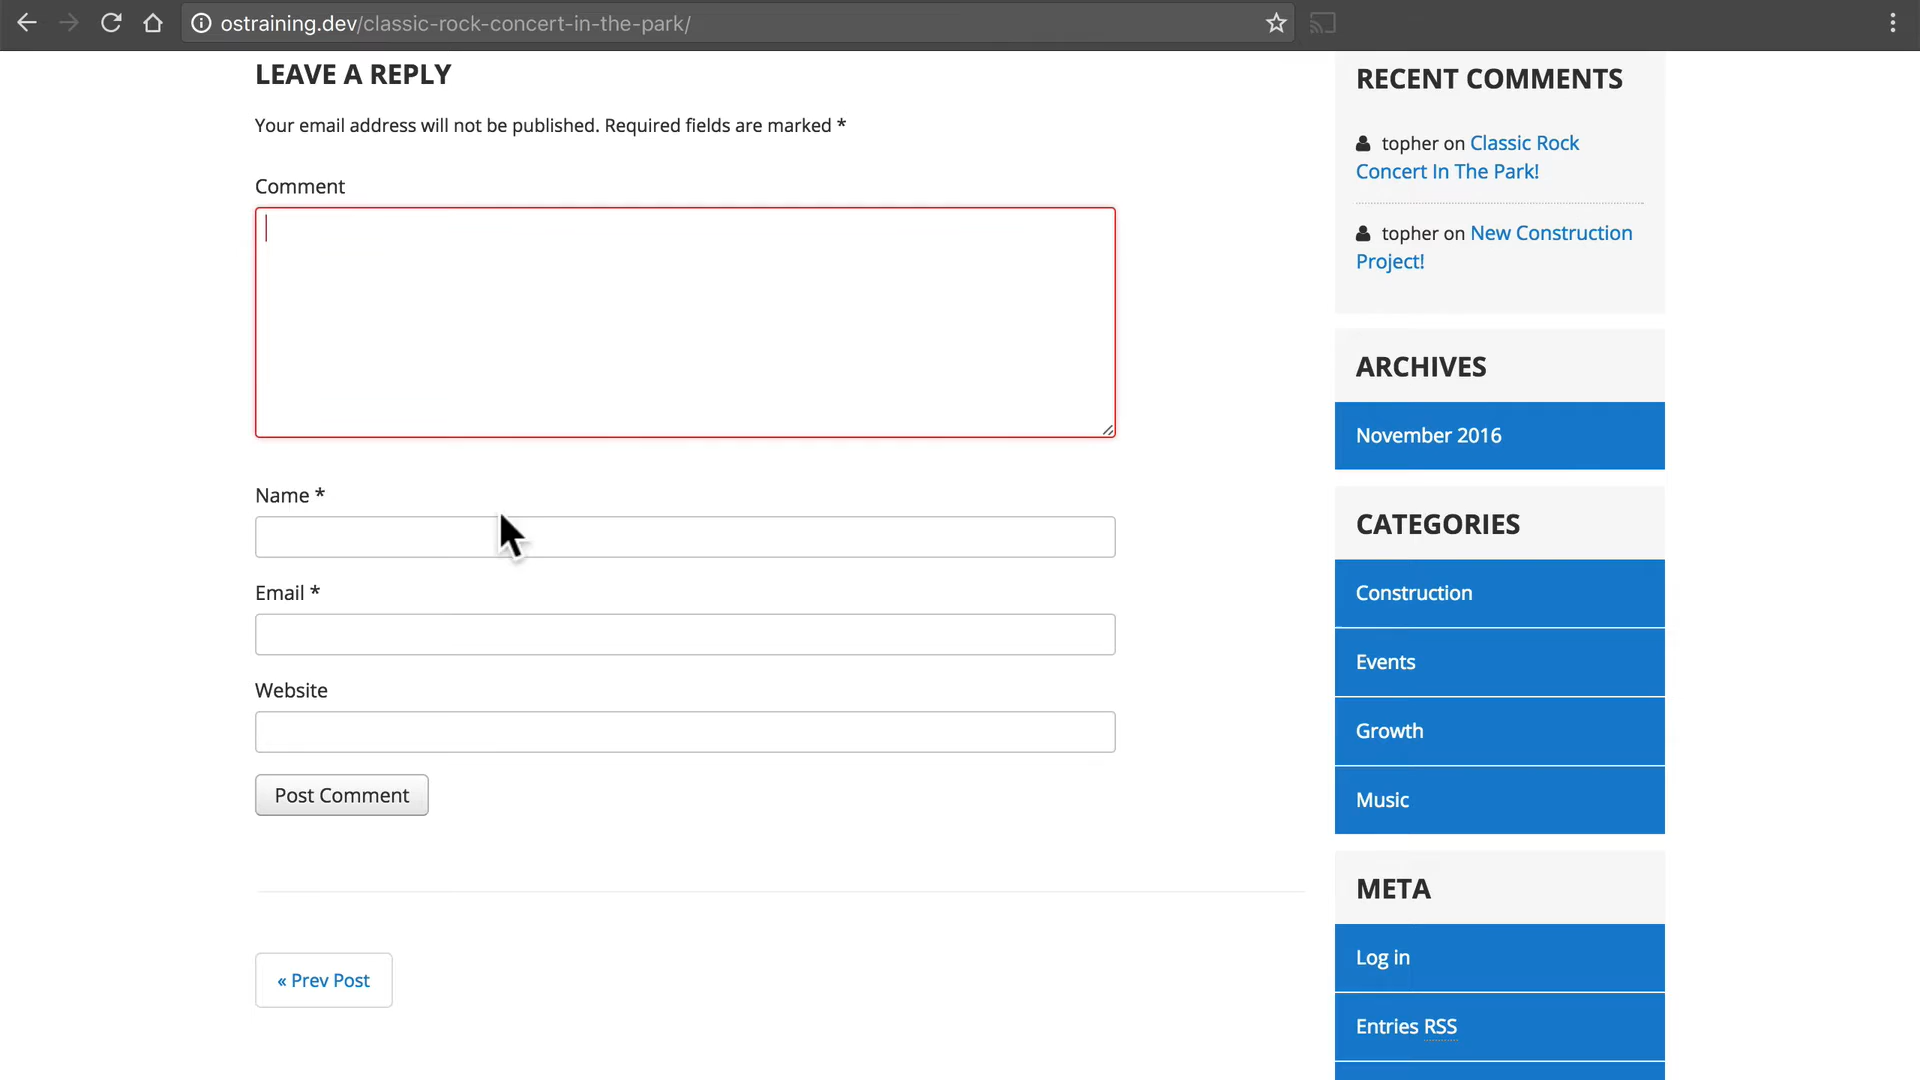 ostraining.dev/classic-rock-concert-in-the-park/
LEAVE A REPLY
Your email address will not be published. Required fields are marked *
Comment
Name *
Email *
Website
Post Comment
« Prev Post
RECENT COMMENTS
topher on Classic Rock
Concert In The Park!
topher on New Construction
Project!
ARCHIVES
November 2016
CATEGORIES
Construction
Events
Growth
Music
META
Log in
Entries RSS